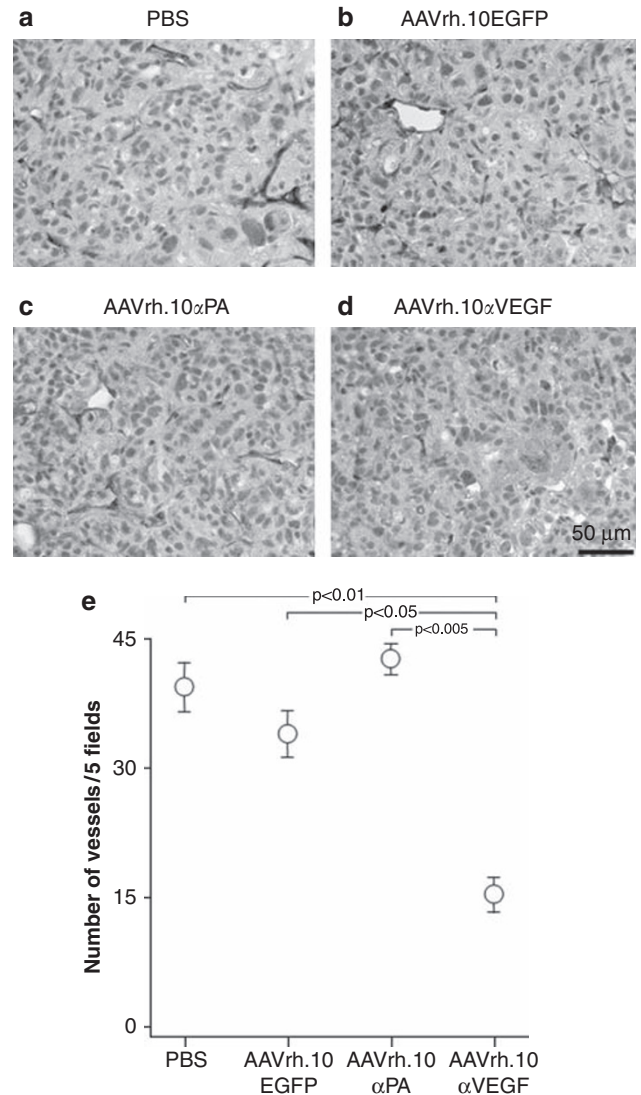 a PBS
b AAVrh.10EGFP
c AAVrh.10αPA
d AAVrh.10αVEGF
50 μm
e
p<0.01
p<0.05
p<0.005
45
30
15
0
Number of vessels/5 fields
PBS
AAVrh.10
EGFP
AAVrh.10
αPA
AAVrh.10
αVEGF